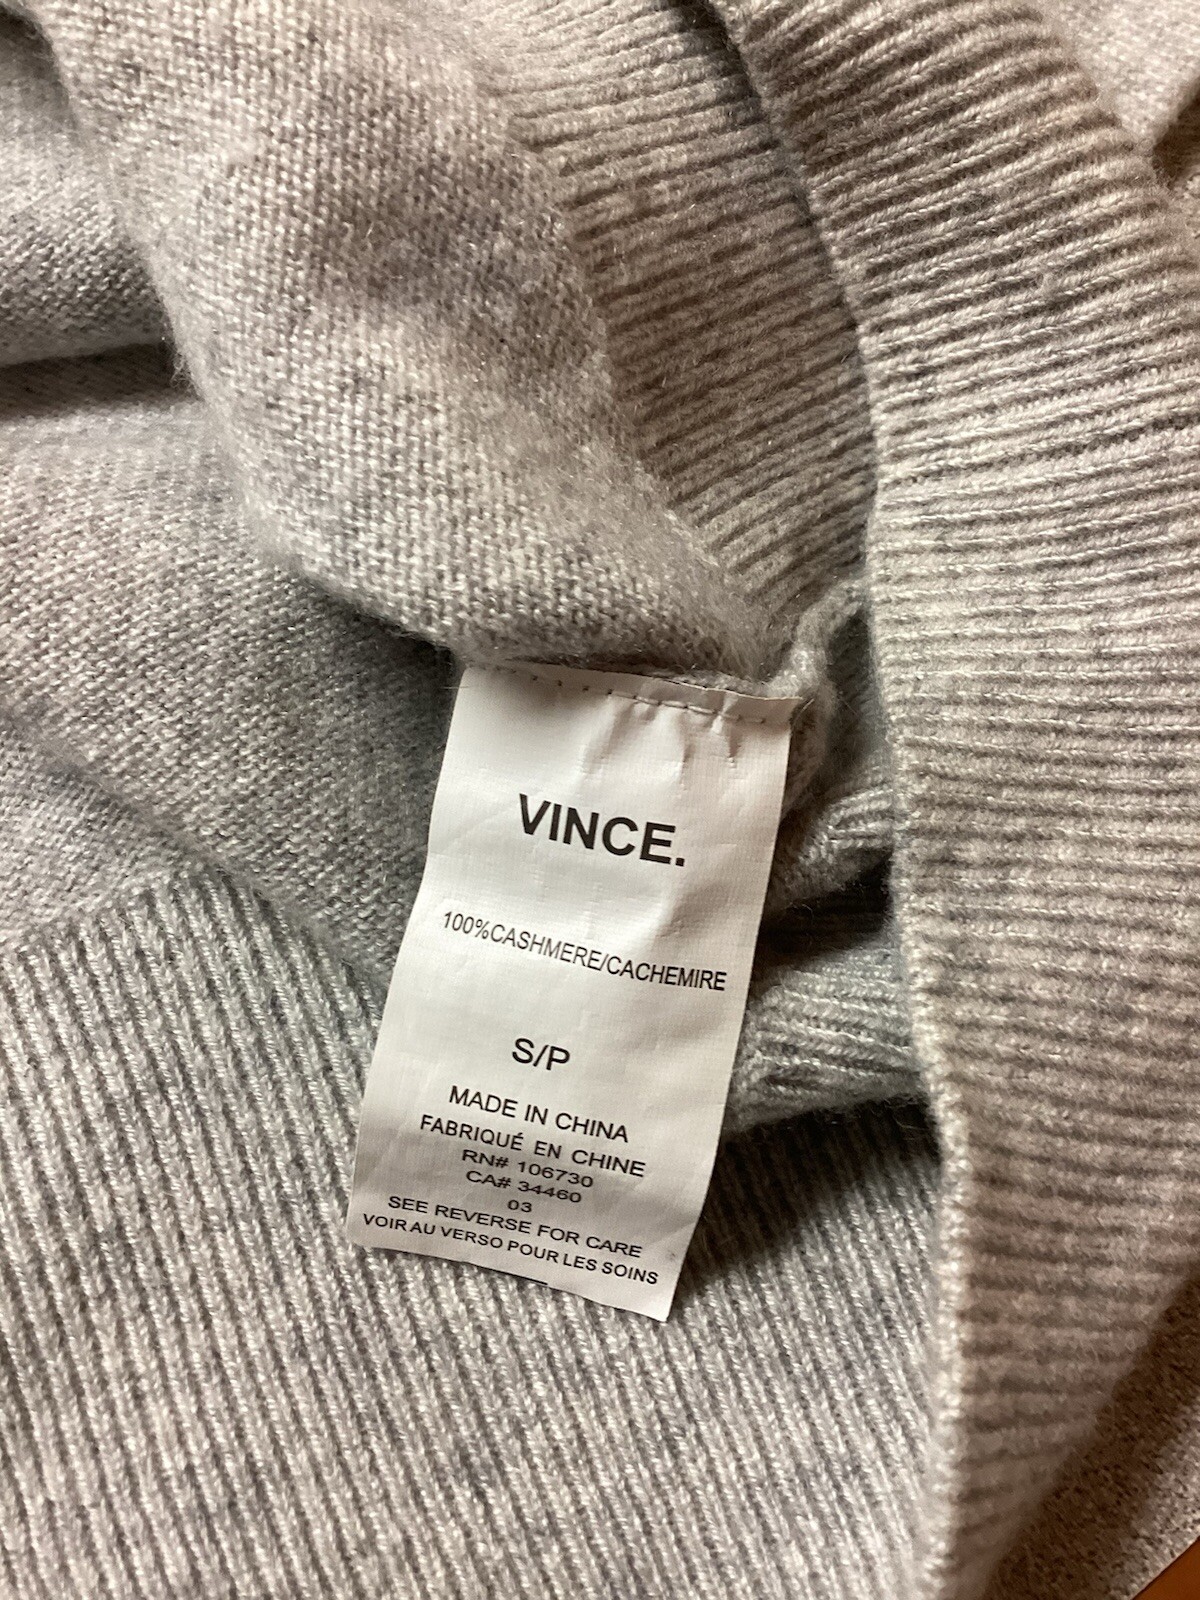 VINCE.
100%CASHMERE/CACHEMIRE
S/P
MADE IN CHINA
FABRIQUÉ EN CHINE
RN# 106730
CA# 34460
03
SEE REVERSE FOR CARE
VOIR AU VERSO POUR LES SOINS